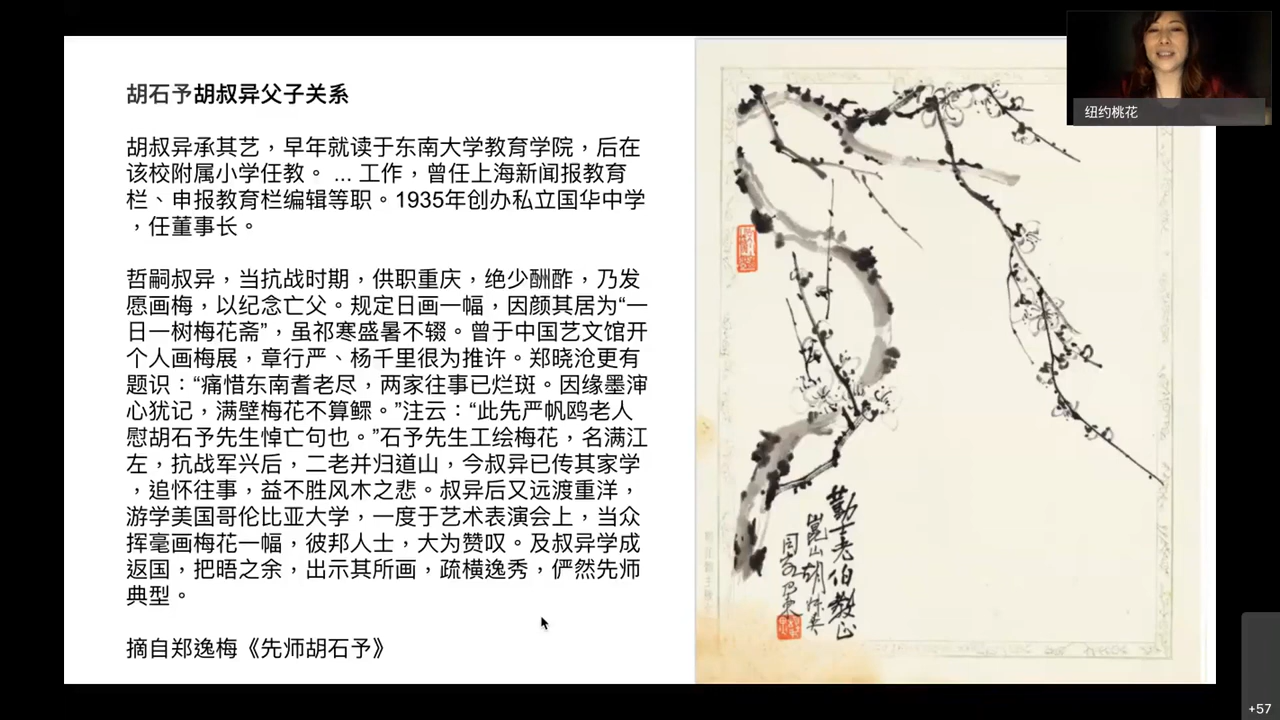 胡石予胡叔异父子关系
胡叔异承其艺，早年就读于东南大学教育学院，后在
该校附属小学任教。 ... 工作，曾任上海新闻报教育
栏、申报教育栏编辑等职。1935年创办私立国华中学
，任董事长。
哲嗣叔异，当抗战时期，供职重庆，绝少酬酢，乃发
愿画梅，以纪念亡父。规定日画一幅，因颜其居为“一
日一树梅花斋”，虽祁寒盛暑不辍。曾于中国艺文馆开
个人画梅展，章行严、杨千里很为推许。郑晓沧更有
题识：“痛惜东南耆老尽，两家往事已烂斑。因缘墨渖
心犹记，满壁梅花不算鳏。”注云：“此先严帆鸥老人
慰胡石予先生悼亡句也。”石予先生工绘梅花，名满江
左，抗战军兴后，二老并归道山，今叔异已传其家学
，追怀往事，益不胜风木之悲。叔异后又远渡重洋，
游学美国哥伦比亚大学，一度于艺术表演会上，当众
挥毫画梅花一幅，彼邦人士，大为赞叹。及叔异学成
返国，把晤之余，出示其所画，疏横逸秀，俨然先师
典型。
摘自郑逸梅《先师胡石予》
纽约桃花
+57